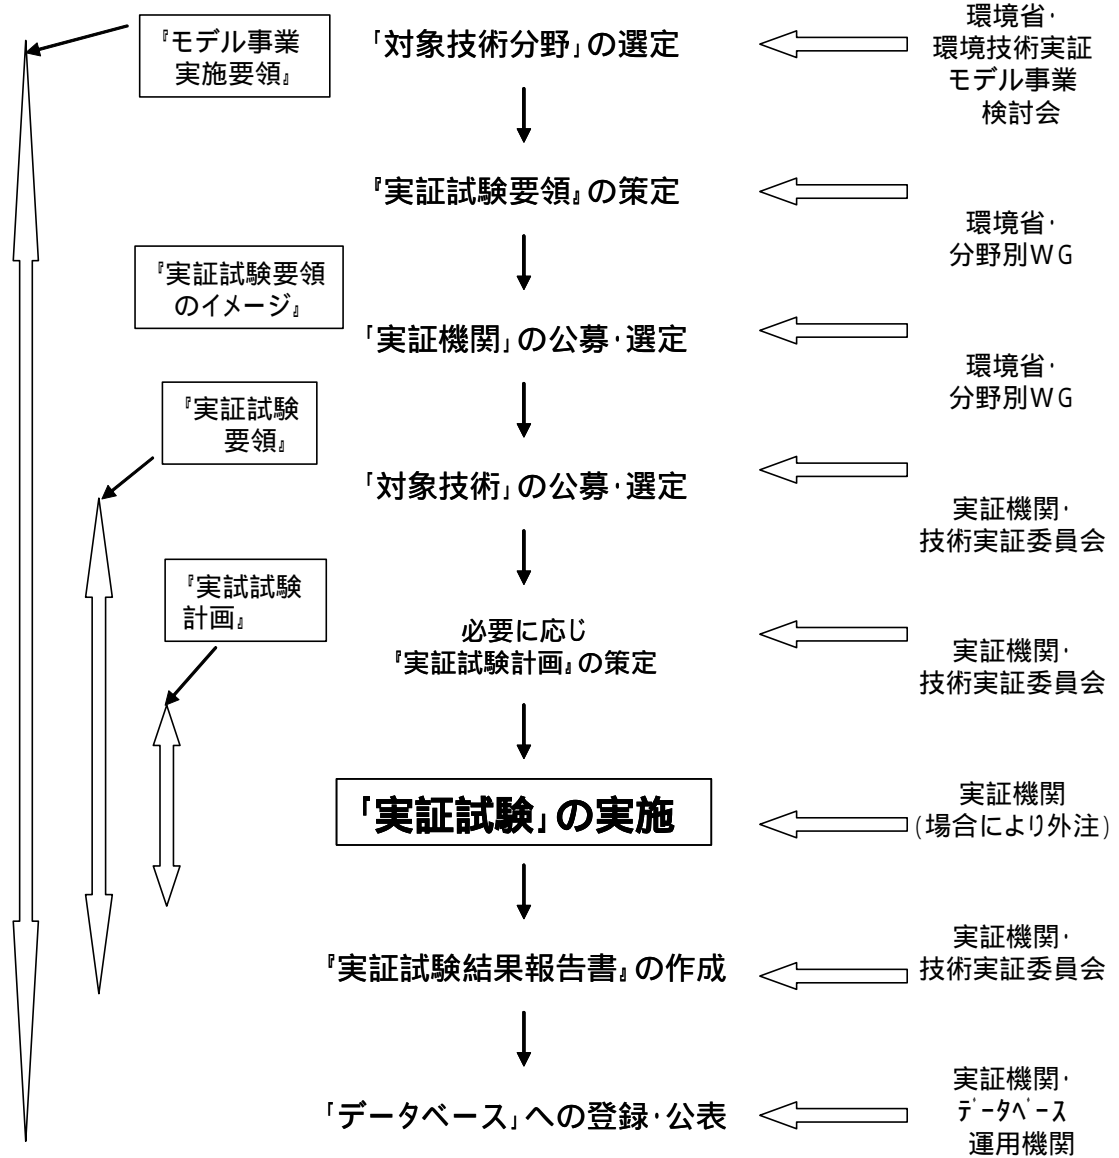 『モデル事業
実施要領』
「対象技術分野」の選定
環境省・
環境技術実証
モデル事業
検討会
『実証試験要領』の策定
環境省・
分野別WG
『実証試験要領
のイメージ』
「実証機関」の公募・選定
環境省・
分野別WG
『実証試験
要領』
「対象技術」の公募・選定
実証機関・
技術実証委員会
『実試試験
計画』
必要に応じ
『実証試験計画』の策定
実証機関・
技術実証委員会
「実証試験」の実施
実証機関
(場合により外注)
『実証試験結果報告書』の作成
実証機関・
技術実証委員会
「データベース」への登録・公表
実証機関・
データベース
運用機関